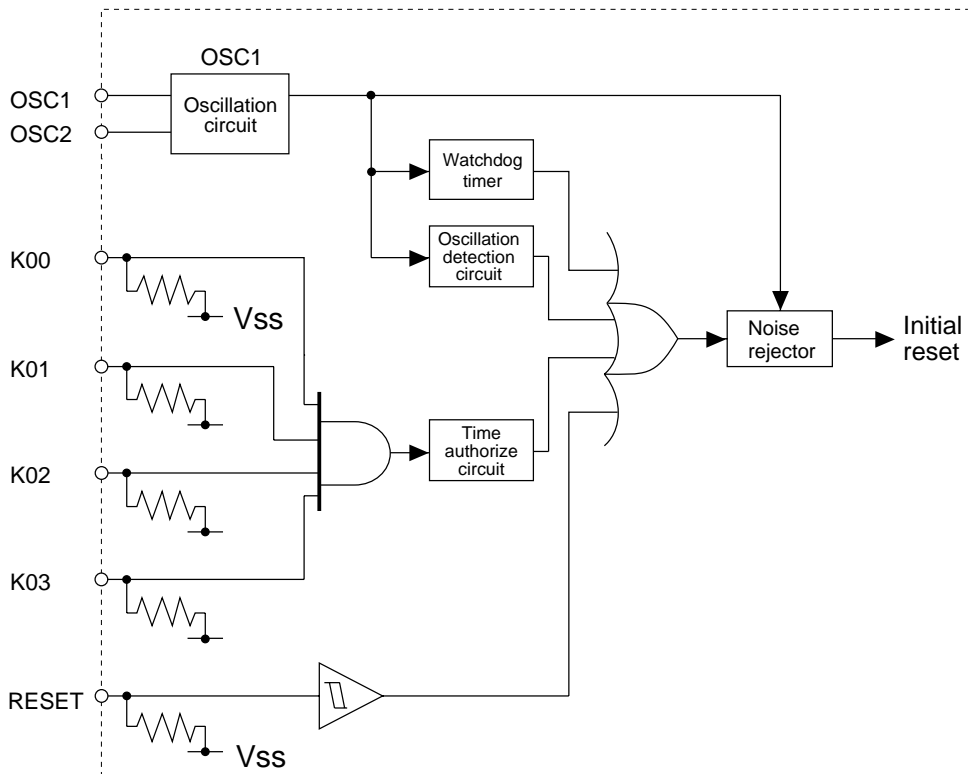 OSC1
OSC1
OSC2
Oscillation
circuit
Watchdog
timer
Oscillation
detection
circuit
K00
Vss
Noise
rejector
Initial
reset
K01
Time
authorize
circuit
K02
K03
RESET
Vss